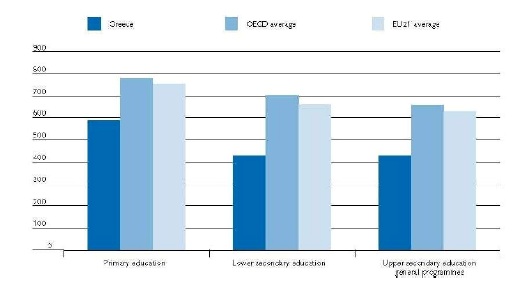 Greece
OECD average
EU21 average
900
800
700
600
500
400
300
200
100
0
Primary education
Lower secondary education
Upper secondary education
general programmes